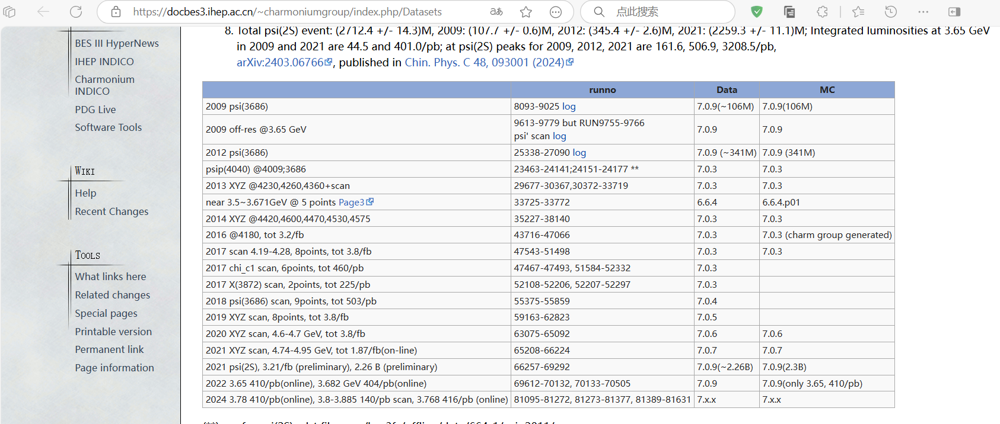 https://docbes3.ihep.ac.cn/~charmoniumgroup/index.php/Datasets
点此搜索
BES III HyperNews
IHEP INDICO
Charmonium
INDICO
PDG Live
Software Tools
Wiki
Help
Recent Changes
Tools
What links here
Related changes
Special pages
Printable version
Permanent link
Page information
8. Total psi(2S) event: (2712.4 +/- 14.3)M, 2009: (107.7 +/- 0.6)M, 2012: (345.4 +/- 2.6)M, 2021: (2259.3 +/- 11.1)M; Integrated luminosities at 3.65 GeV
in 2009 and 2021 are 44.5 and 401.0/pb; at psi(2S) peaks for 2009, 2012, 2021 are 161.6, 506.9, 3208.5/pb,
arXiv:2403.06766, published in Chin. Phys. C 48, 093001 (2024)
runno Data MC
2009 psi(3686) 8093-9025 log 7.0.9(~106M) 7.0.9(106M)
2009 off-res @3.65 GeV 9613-9779 but RUN9755-9766 psi' scan log 7.0.9 7.0.9
2012 psi(3686) 25338-27090 log 7.0.9 (~341M) 7.0.9 (341M)
psip(4040) @4009;3686 23463-24141;24151-24177 ** 7.0.3 7.0.3
2013 XYZ @4230,4260,4360+scan 29677-30367,30372-33719 7.0.3 7.0.3
near 3.5~3.671GeV @ 5 points Page3 33725-33772 6.6.4 6.6.4.p01
2014 XYZ @4420,4600,4470,4530,4575 35227-38140 7.0.3 7.0.3
2016 @4180, tot 3.2/fb 43716-47066 7.0.3 7.0.3 (charm group generated)
2017 scan 4.19-4.28, 8points, tot 3.8/fb 47543-51498 7.0.3 7.0.3
2017 chi_c1 scan, 6points, tot 460/pb 47467-47493, 51584-52332 7.0.3
2017 X(3872) scan, 2points, tot 225/pb 52108-52206, 52207-52297 7.0.3
2018 psi(3686) scan, 9points, tot 503/pb 55375-55859 7.0.4
2019 XYZ scan, 8points, tot 3.8/fb 59163-62823 7.0.5
2020 XYZ scan, 4.6-4.7 GeV, tot 3.8/fb 63075-65092 7.0.6 7.0.6
2021 XYZ scan, 4.74-4.95 GeV, tot 1.87/fb(on-line) 65208-66224 7.0.7 7.0.7
2021 psi(2S), 3.21/fb (preliminary), 2.26 B (preliminary) 66257-69292 7.0.9(~2.26B) 7.0.9(2.3B)
2022 3.65 410/pb(online), 3.682 GeV 404/pb(online) 69612-70132, 70133-70505 7.0.9 7.0.9(only 3.65, 410/pb)
2024 3.78 410/pb(online), 3.8-3.885 140/pb scan, 3.768 416/pb (online) 81095-81272, 81273-81377, 81389-81631 7.x.x 7.x.x